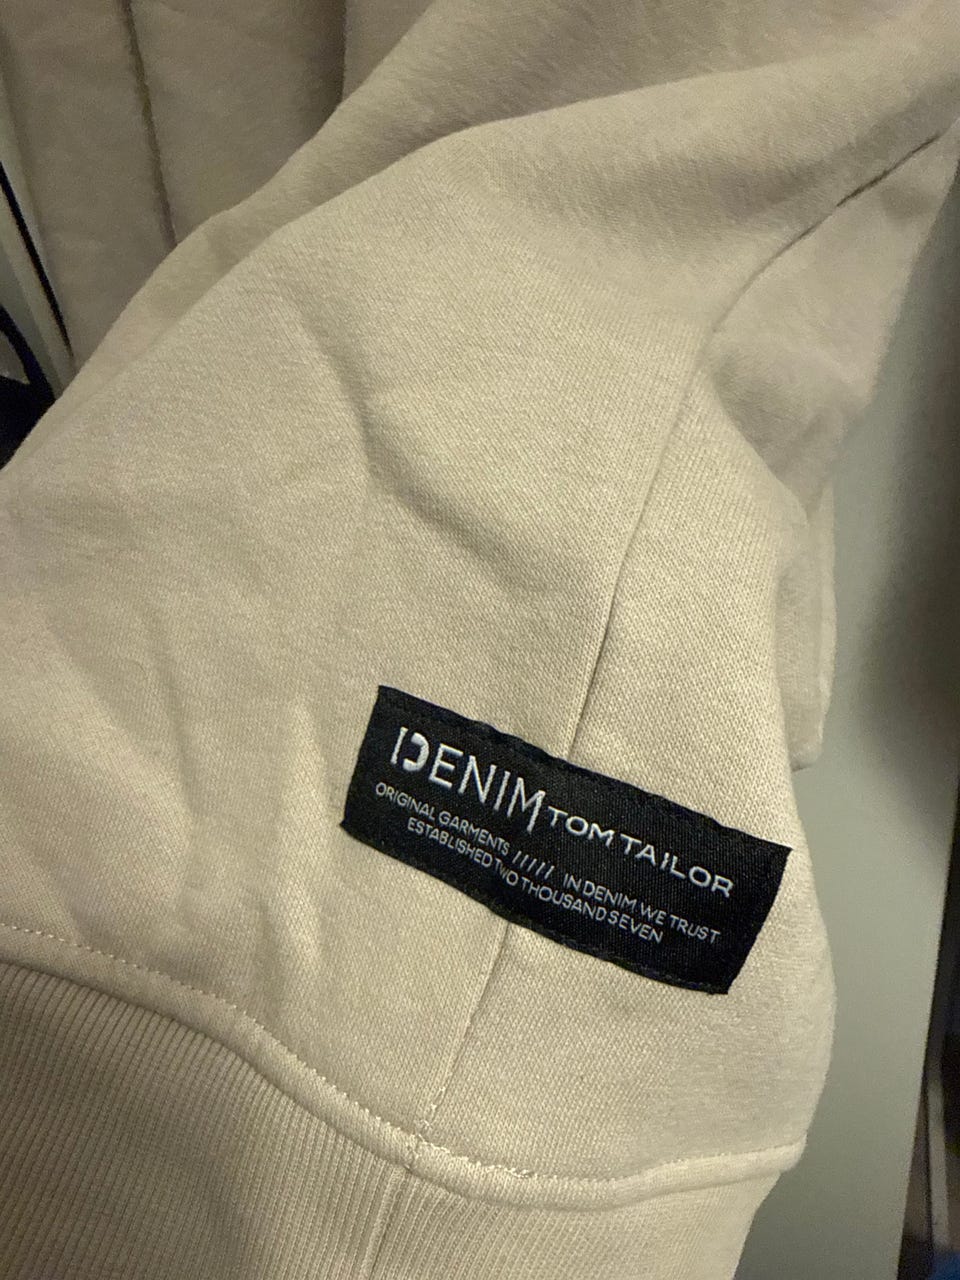 DENIM TOM TAILOR
ORIGINAL GARMENTS ///// IN DENIM WE TRUST
ESTABLISHED TWO THOUSAND SEVEN